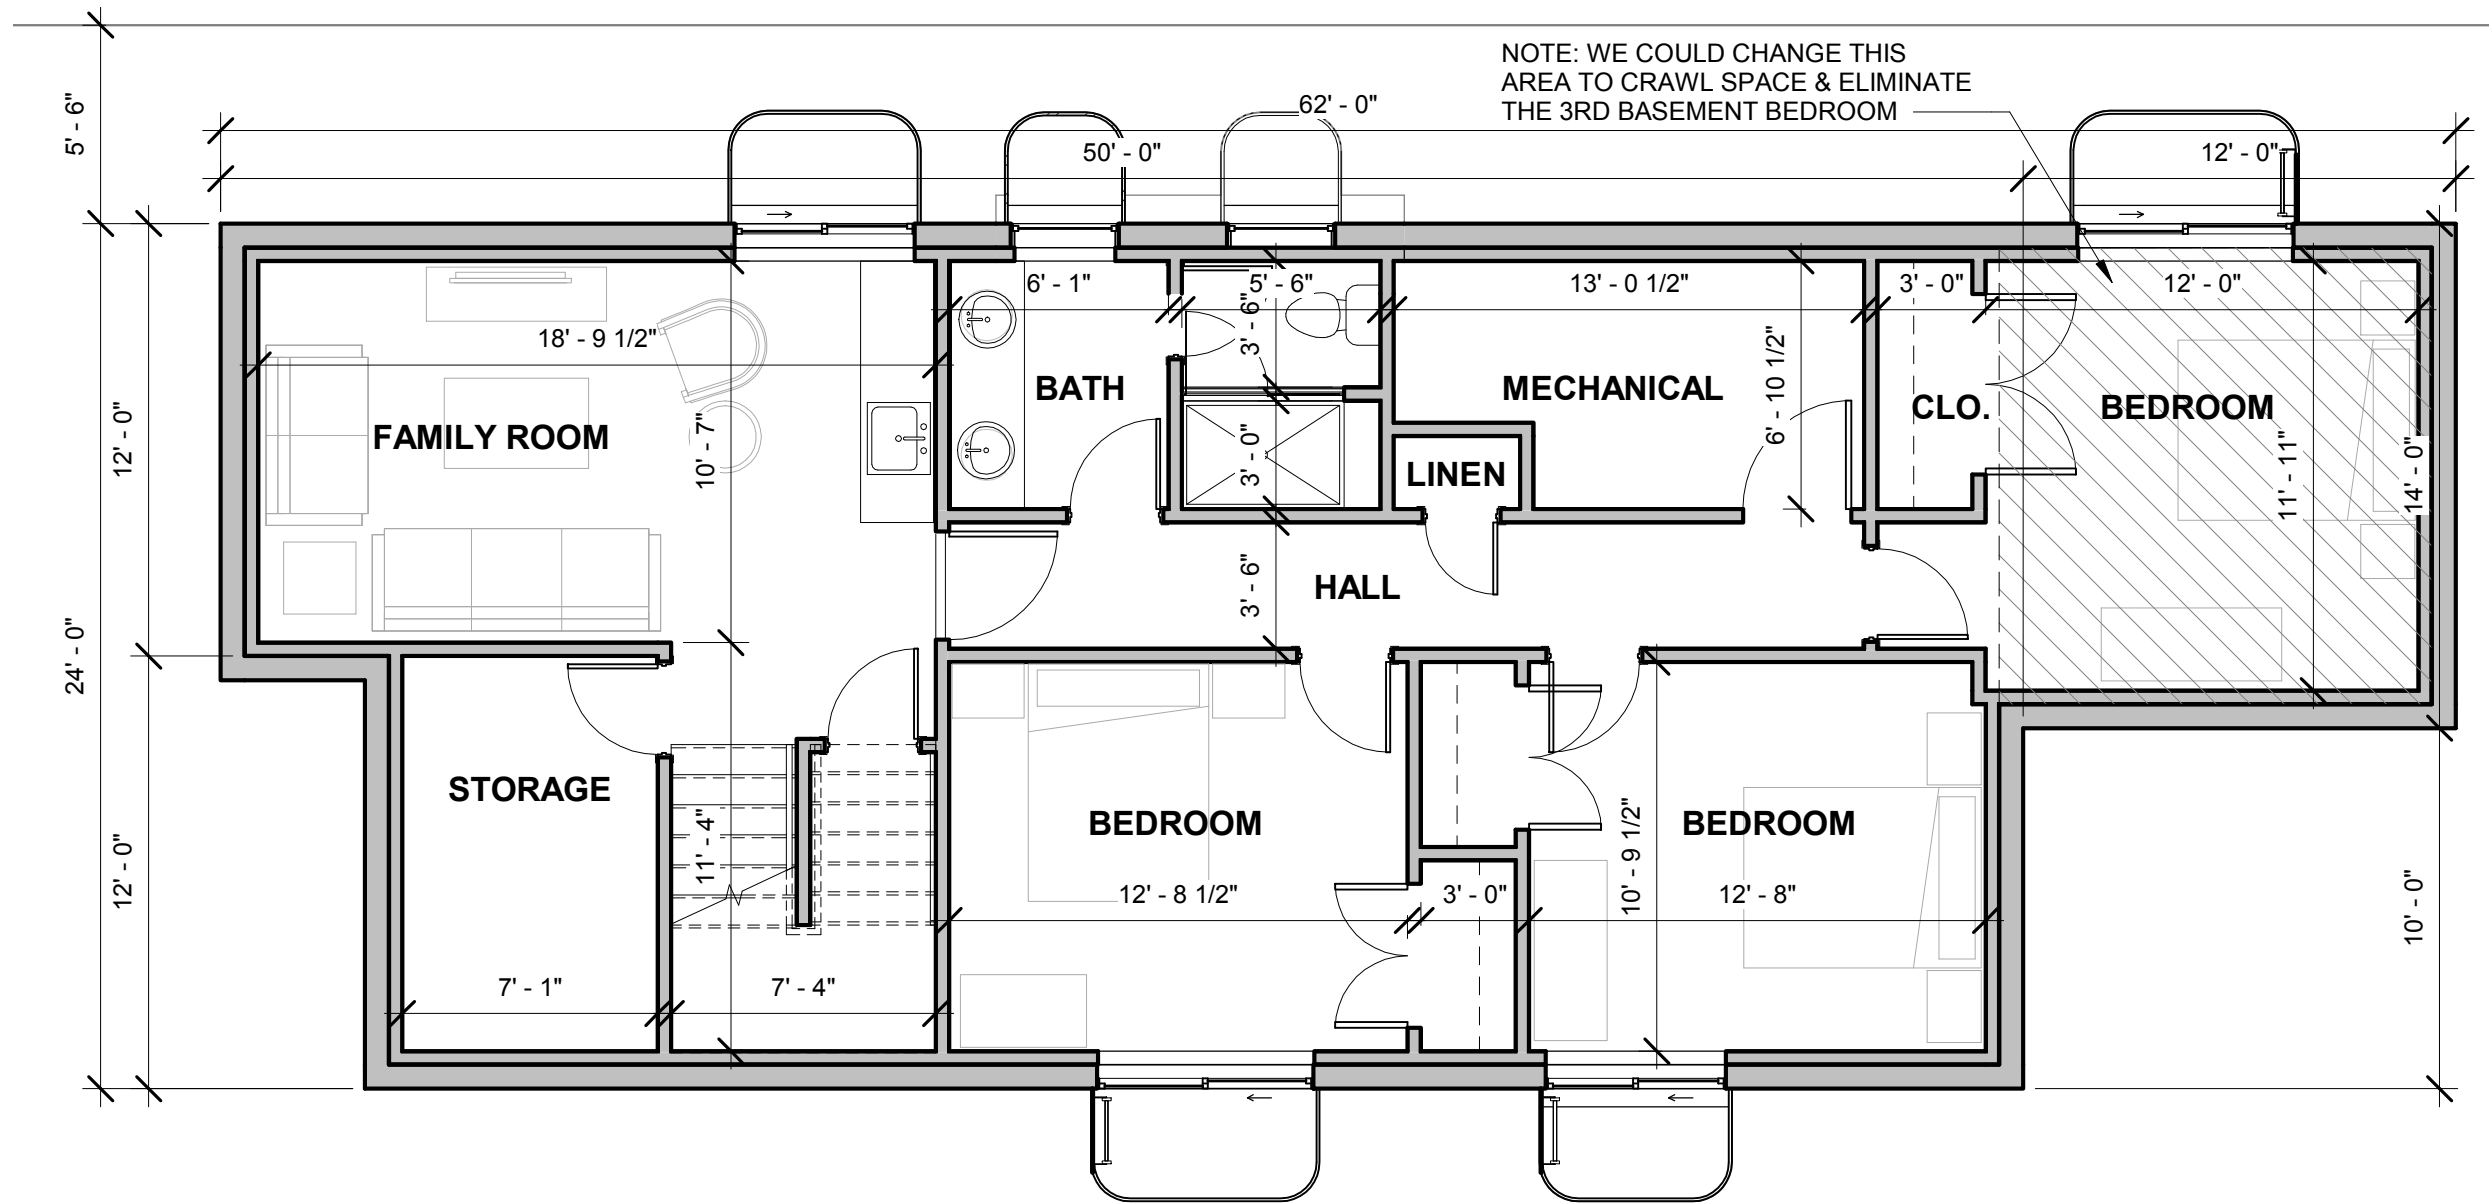 NOTE: WE COULD CHANGE THIS
AREA TO CRAWL SPACE & ELIMINATE
THE 3RD BASEMENT BEDROOM
62' - 0"
5' - 6"
50' - 0"
12' - 0"
6' - 1"
5' - 6"
13' - 0 1/2"
3' - 0"
12' - 0"
18' - 9 1/2"
3' - 6"
BATH
MECHANICAL
6' - 10 1/2"
CLO.
BEDROOM
12' - 0"
FAMILY ROOM
10' - 7"
3' - 0"
LINEN
11' - 11"
14' - 0"
3' - 6"
HALL
24' - 0"
STORAGE
11' - 4"
BEDROOM
BEDROOM
12' - 0"
12' - 8 1/2"
3' - 0"
10' - 9 1/2"
12' - 8"
10' - 0"
7' - 1"
7' - 4"